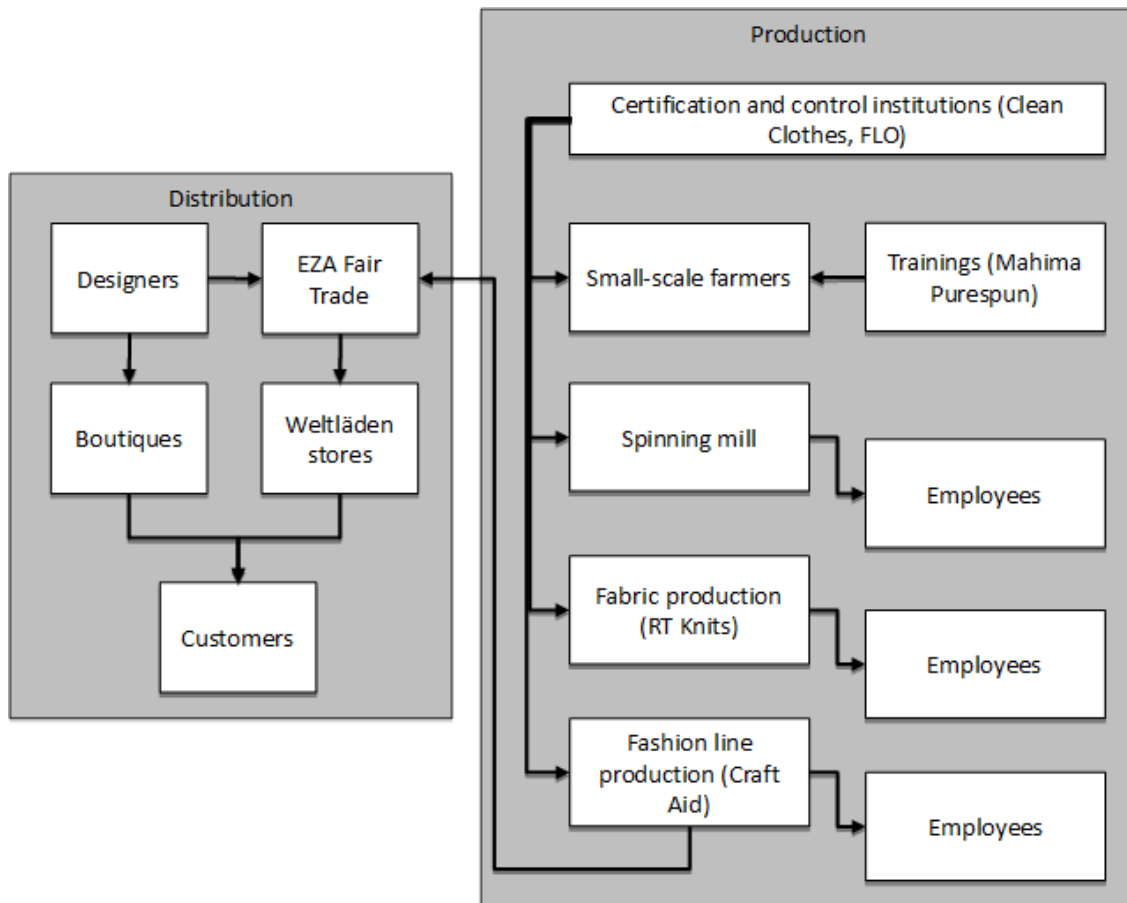 Production
Certification and control institutions (Clean
Clothes, FLO)
Distribution
Designers
EZA Fair
Trade
Small-scale farmers
Trainings (Mahima
Purespun)
Boutiques
Weltläden
stores
Spinning mill
Employees
Customers
Fabric production
(RT Knits)
Employees
Fashion line
production (Craft
Aid)
Employees